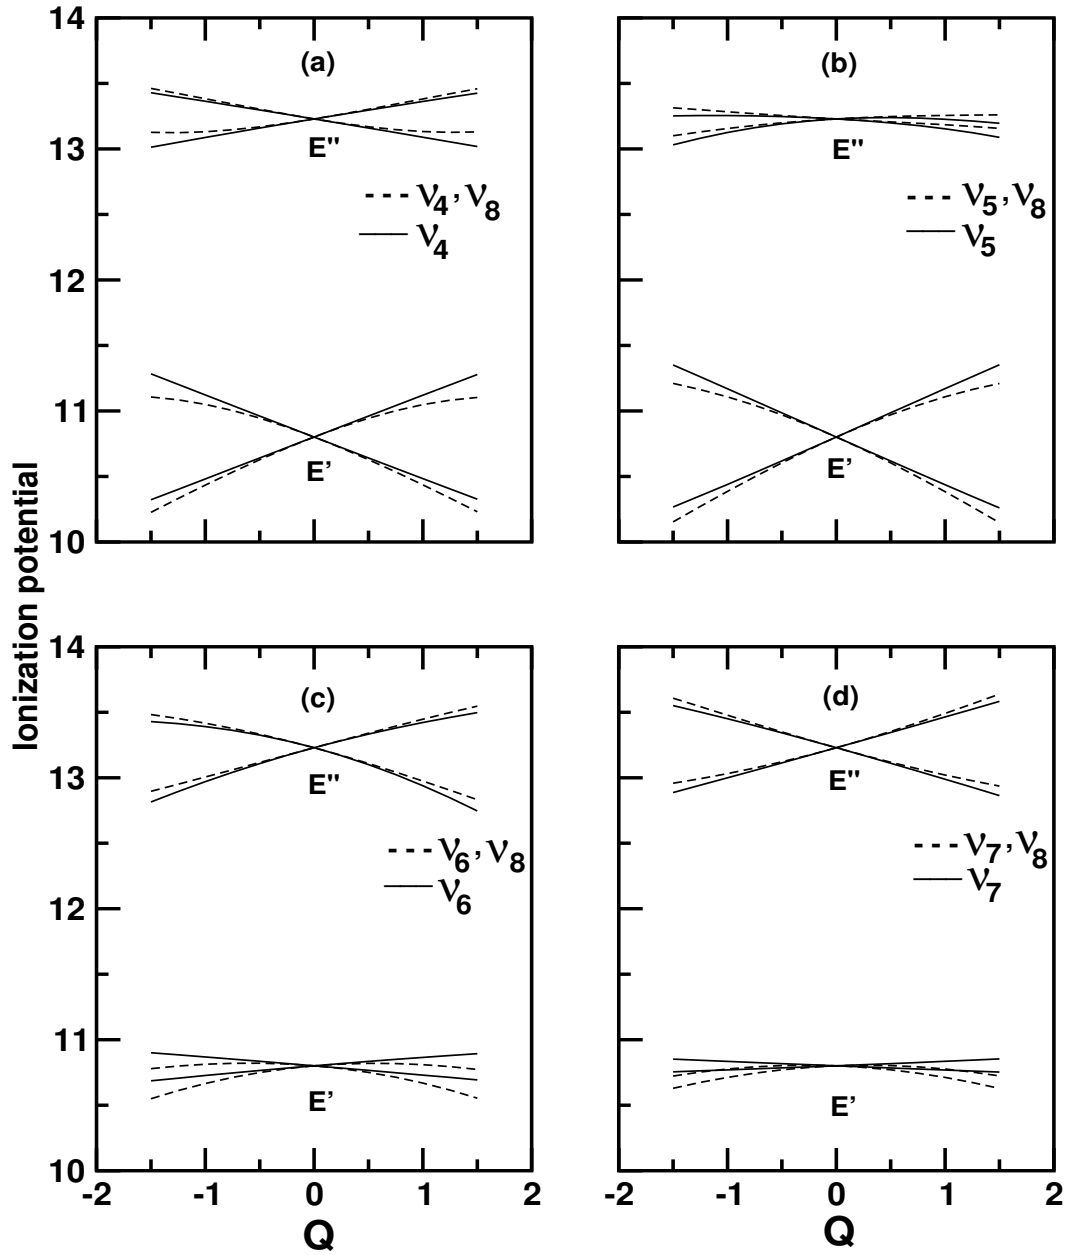 14
13
12
11
10
(a)
E"
ν4, ν8
ν4
E'
(b)
E"
ν5, ν8
ν5
E'
Ionization potential
14
13
12
11
10
(c)
E"
ν6, ν8
ν6
E'
(d)
E"
ν7, ν8
ν7
E'
-2 -1 0 1 2
-2 -1 0 1 2
Q
Q